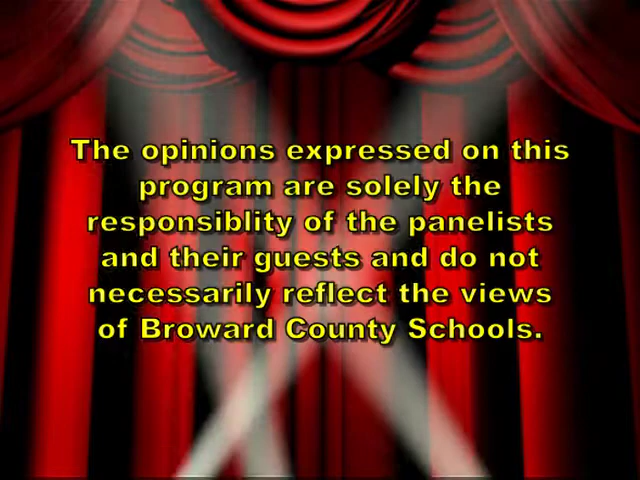 The opinions expressed on this
program are solely the
responsiblity of the panelists
and their guests and do not
necessarily reflect the views
of Broward County Schools.